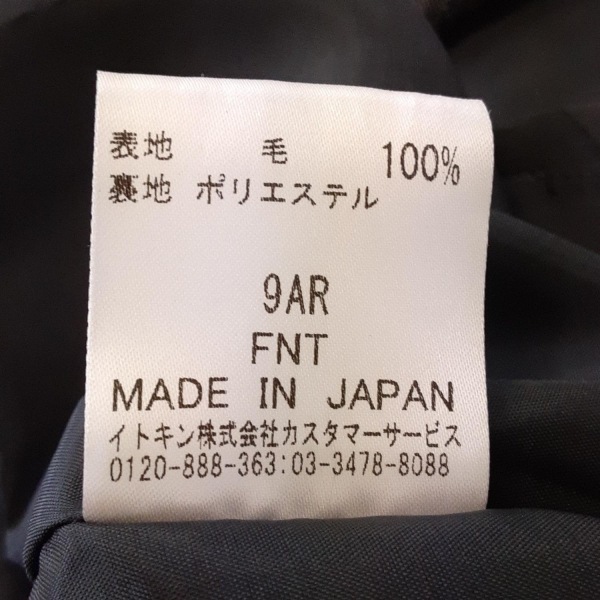 表地 毛 100%
裏地 ポリエステル
9AR
FNT
MADE IN JAPAN
イトキン株式会社カスタマーサービス
0120-888-363:03-3478-8088